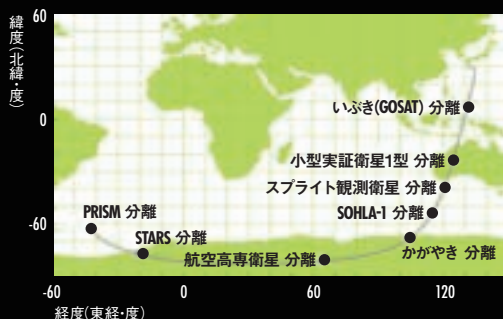 60
緯度(北緯・度)
0
-60
いぶき(GOSAT) 分離
小型実証衛星1型 分離
スプライト観測衛星 分離
SOHLA-1 分離
かがやき 分離
航空高専衛星 分離
STARS 分離
PRISM 分離
-60
0
60
120
経度(東経・度)